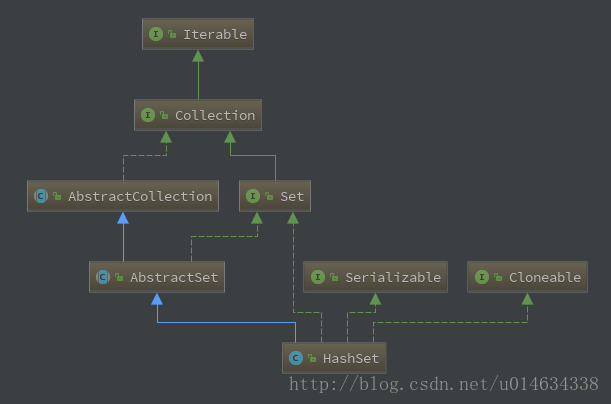 I Iterable
I Collection
C AbstractCollection
I Set
C AbstractSet
I Serializable
I Cloneable
C HashSet
http://blog.csdn.net/u014634338